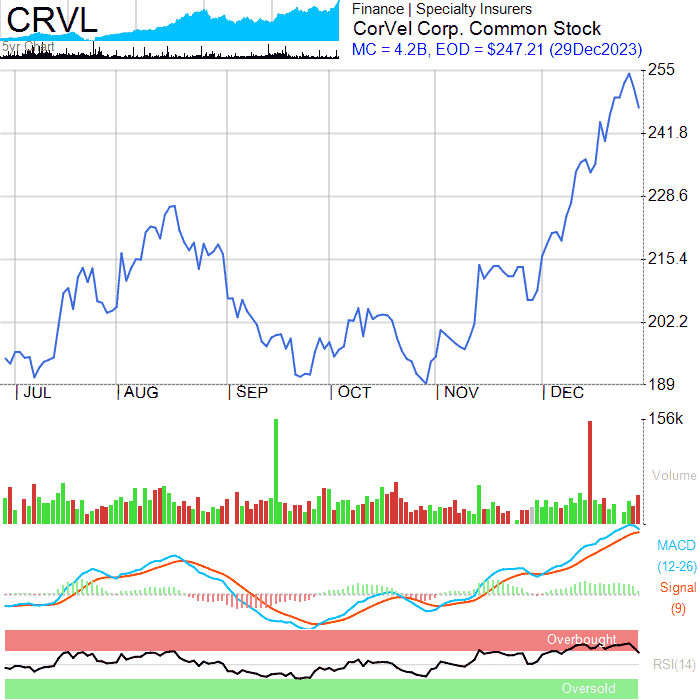 CRVL
5yr Chart
Finance | Specialty Insurers
CorVel Corp. Common Stock
MC = 4.2B, EOD = $247.21 (29Dec2023)
255
241.8
228.6
215.4
202.2
189
JUL AUG SEP OCT NOV DEC
156k
Volume
MACD
(12-26)
Signal
(9)
Overbought
RSI(14)
Oversold